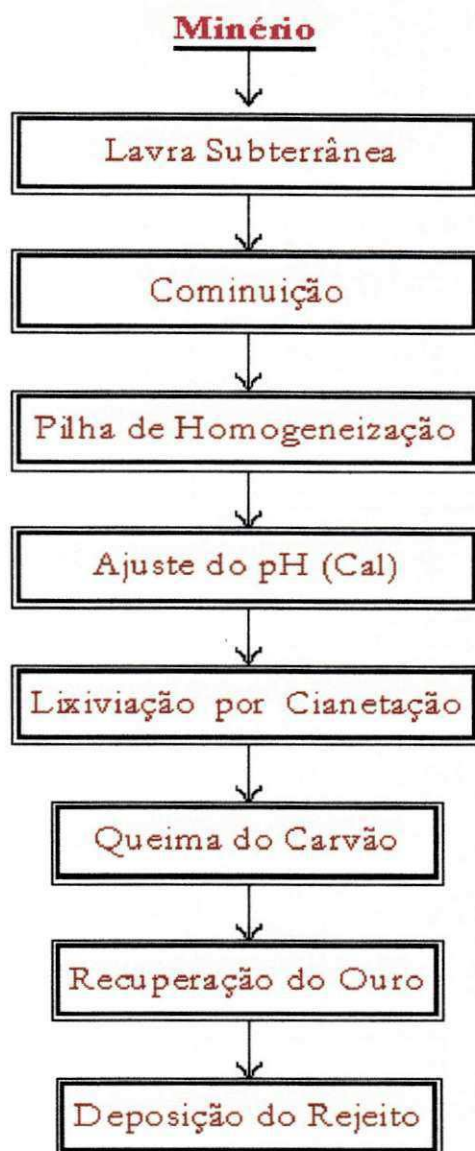 Minério
Lavra Subterrânea
Cominuição
Pilha de Homogeneização
Ajuste do pH (Cal)
Lixiviação por Cianetação
Queima do Carvão
Recuperação do Ouro
Deposição do Rejeito